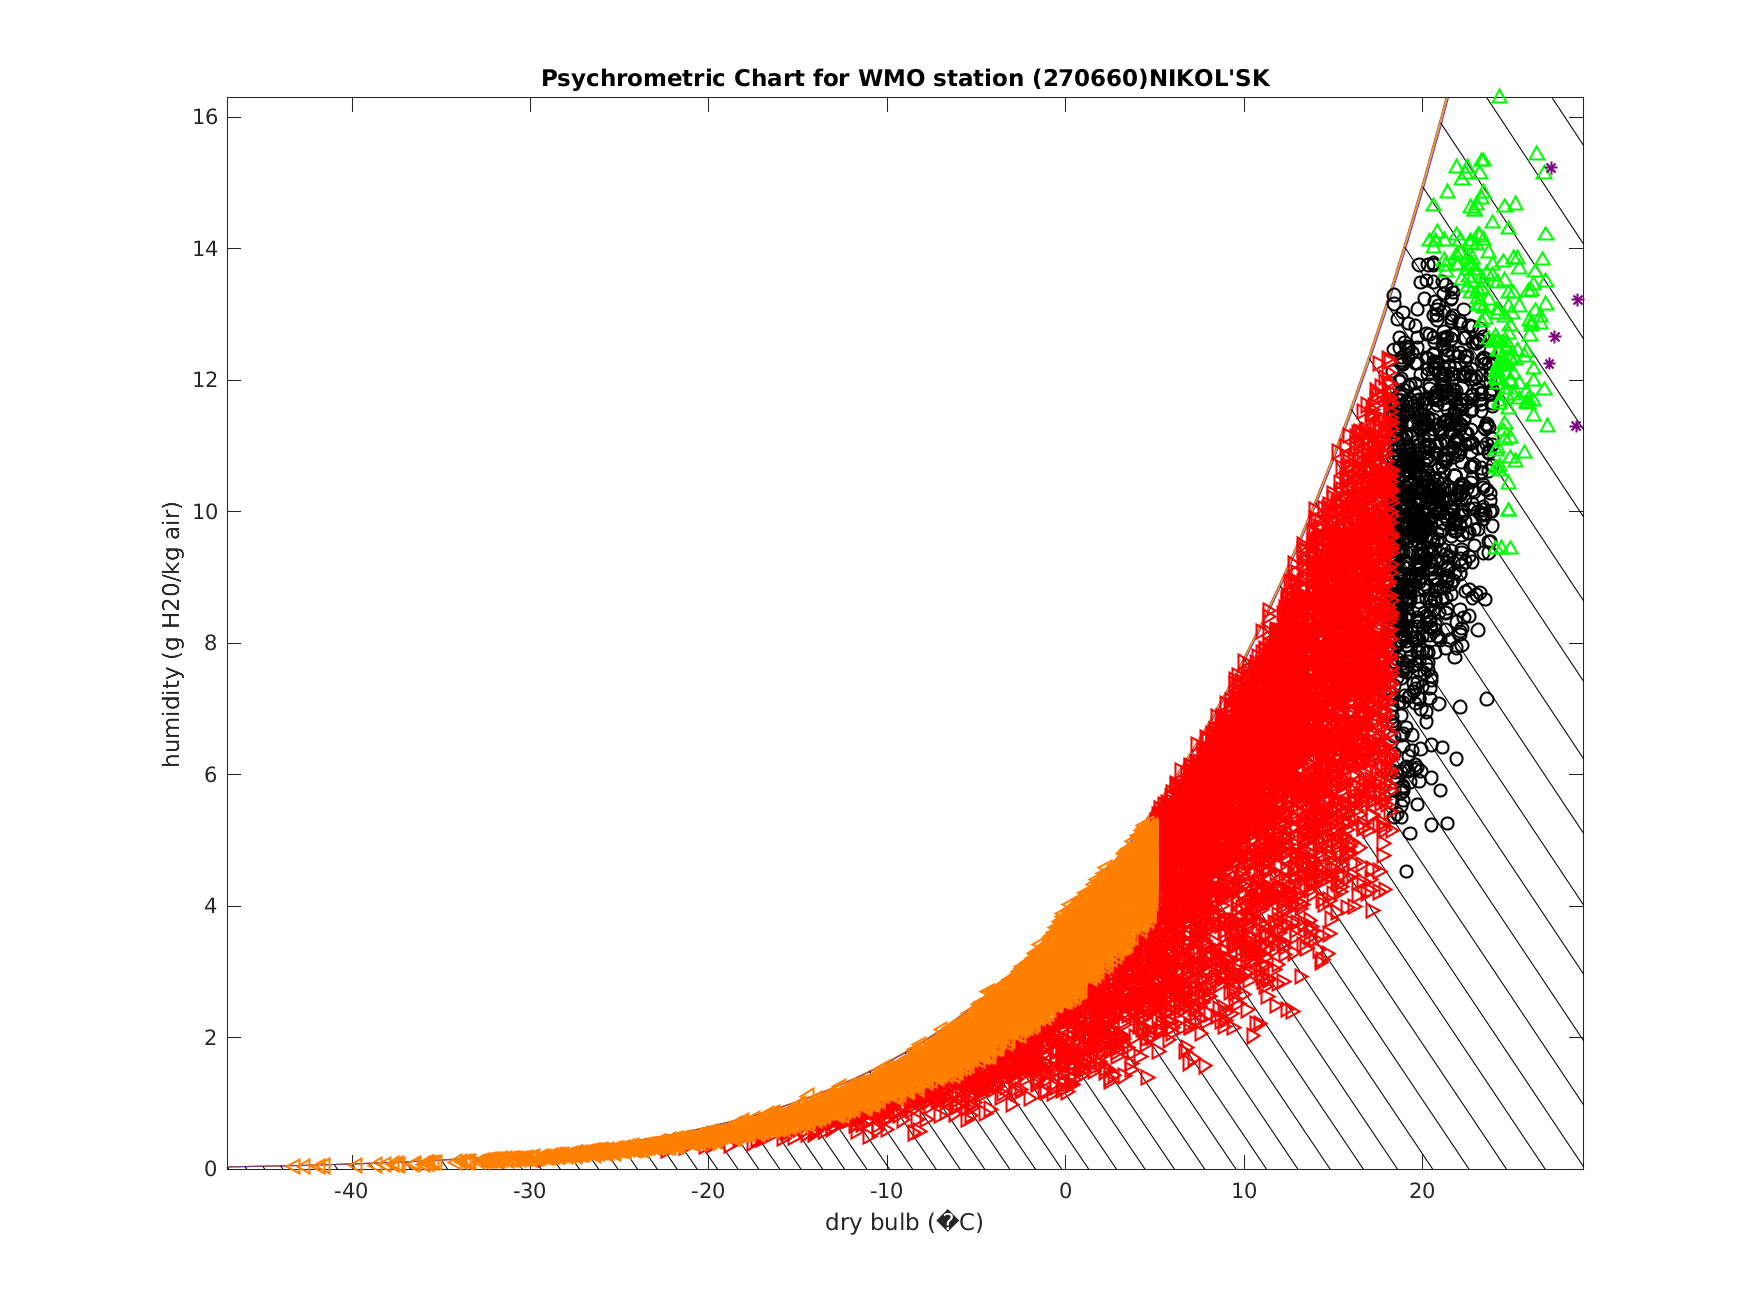 Psychrometric Chart for WMO station (270660)NIKOL'SK
humidity (g H20/kg air)
16
14
12
10
8
6
4
2
0
-40 -30 -20 -10 0 10 20
dry bulb (�C)